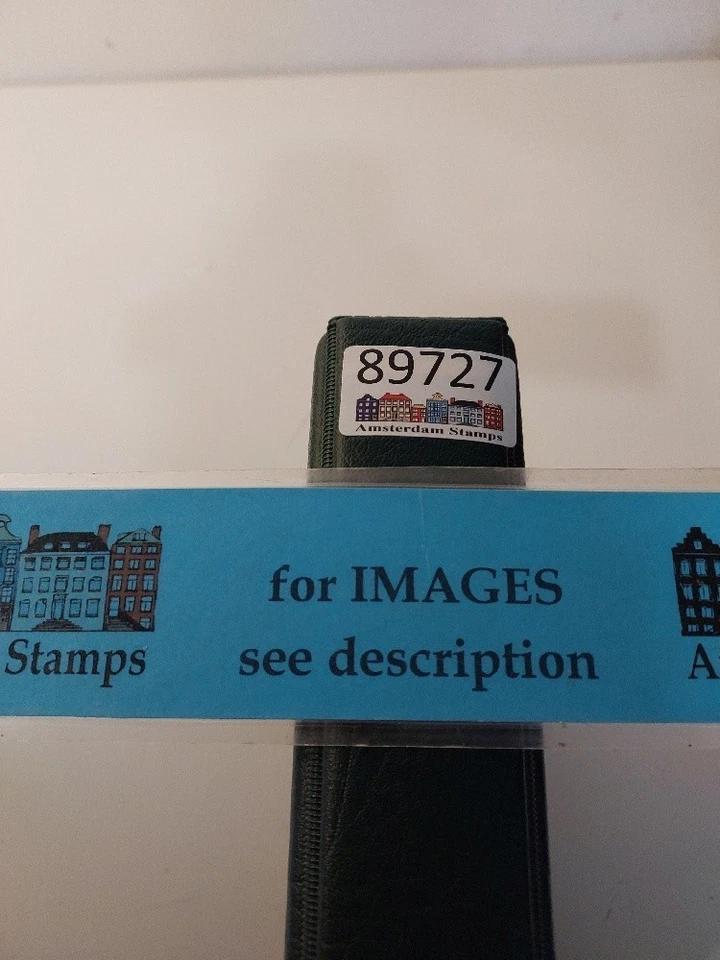 89727
Amsterdam Stamps
for IMAGES
see description
Stamps
A